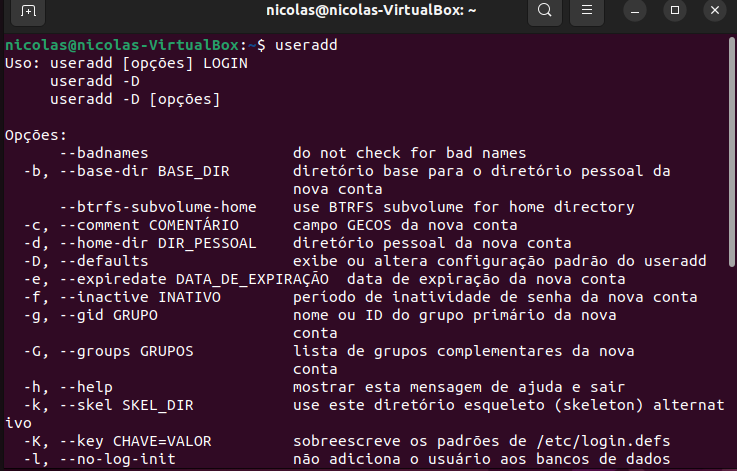 nicolas@nicolas-VirtualBox: ~
nicolas@nicolas-VirtualBox:~$ useradd
Uso: useradd [opções] LOGIN
     useradd -D
     useradd -D [opções]

Opções:
      --badnames                do not check for bad names
  -b, --base-dir BASE_DIR       diretório base para o diretório pessoal da
                                nova conta
      --btrfs-subvolume-home    use BTRFS subvolume for home directory
  -c, --comment COMENTÁRIO      campo GECOS da nova conta
  -d, --home-dir DIR_PESSOAL    diretório pessoal da nova conta
  -D, --defaults                exibe ou altera configuração padrão do useradd
  -e, --expiredate DATA_DE_EXPIRAÇÃO  data de expiração da nova conta
  -f, --inactive INATIVO        período de inatividade de senha da nova conta
  -g, --gid GRUPO               nome ou ID do grupo primário da nova
                                conta
  -G, --groups GRUPOS           lista de grupos complementares da nova
                                conta
  -h, --help                    mostrar esta mensagem de ajuda e sair
  -k, --skel SKEL_DIR           use este diretório esqueleto (skeleton) alternat
ivo
  -K, --key CHAVE=VALOR         sobreescreve os padrões de /etc/login.defs
  -l, --no-log-init             não adiciona o usuário aos bancos de dados